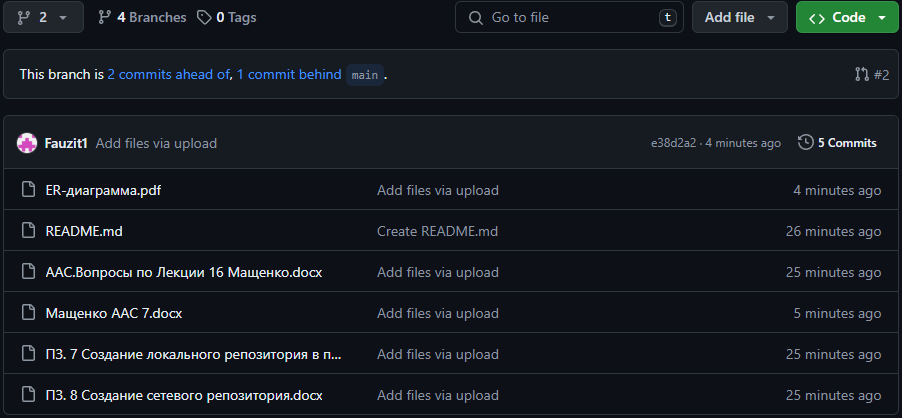 2 4 Branches 0 Tags Go to file t Add file Code
This branch is 2 commits ahead of, 1 commit behind main. #2
Fauzit1 Add files via upload e38d2a2 · 4 minutes ago 5 Commits
ER-диаграмма.pdf Add files via upload 4 minutes ago
README.md Create README.md 26 minutes ago
ААС.Вопросы по Лекции 16 Мащенко.docx Add files via upload 25 minutes ago
Мащенко ААС 7.docx Add files via upload 5 minutes ago
ПЗ. 7 Создание локального репозитория в п... Add files via upload 25 minutes ago
ПЗ. 8 Создание сетевого репозитория.docx Add files via upload 25 minutes ago